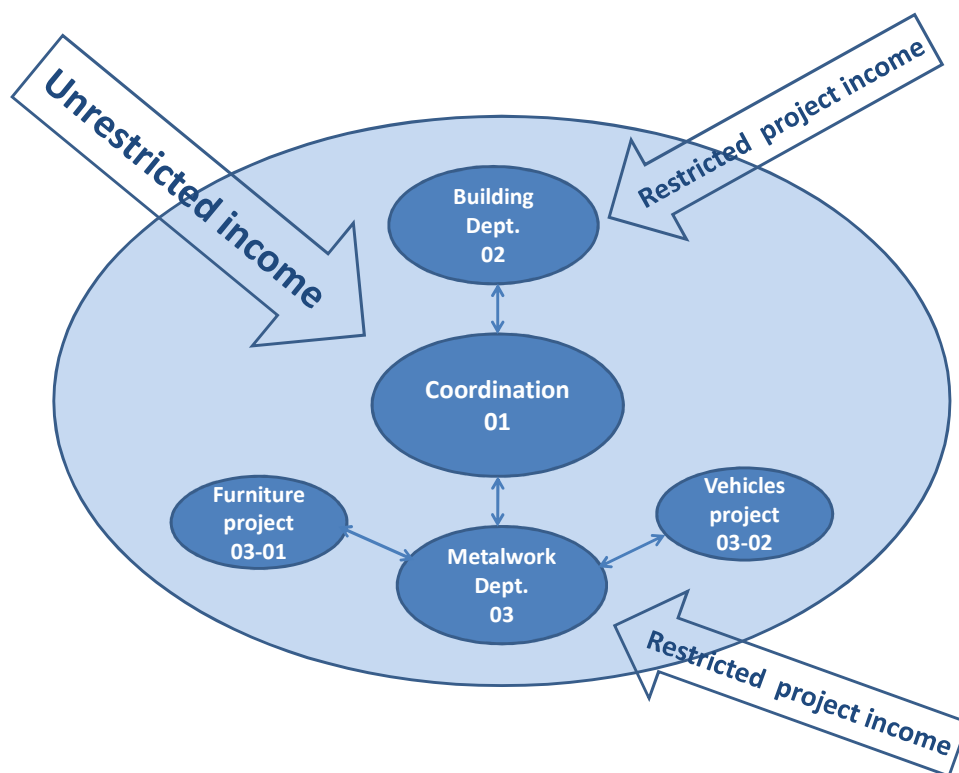 Unrestricted income
Restricted  project income
Building
Dept.
02
Coordination
01
Furniture
project
03-01
Vehicles
project
03-02
Metalwork
Dept.
03
Restricted  project income